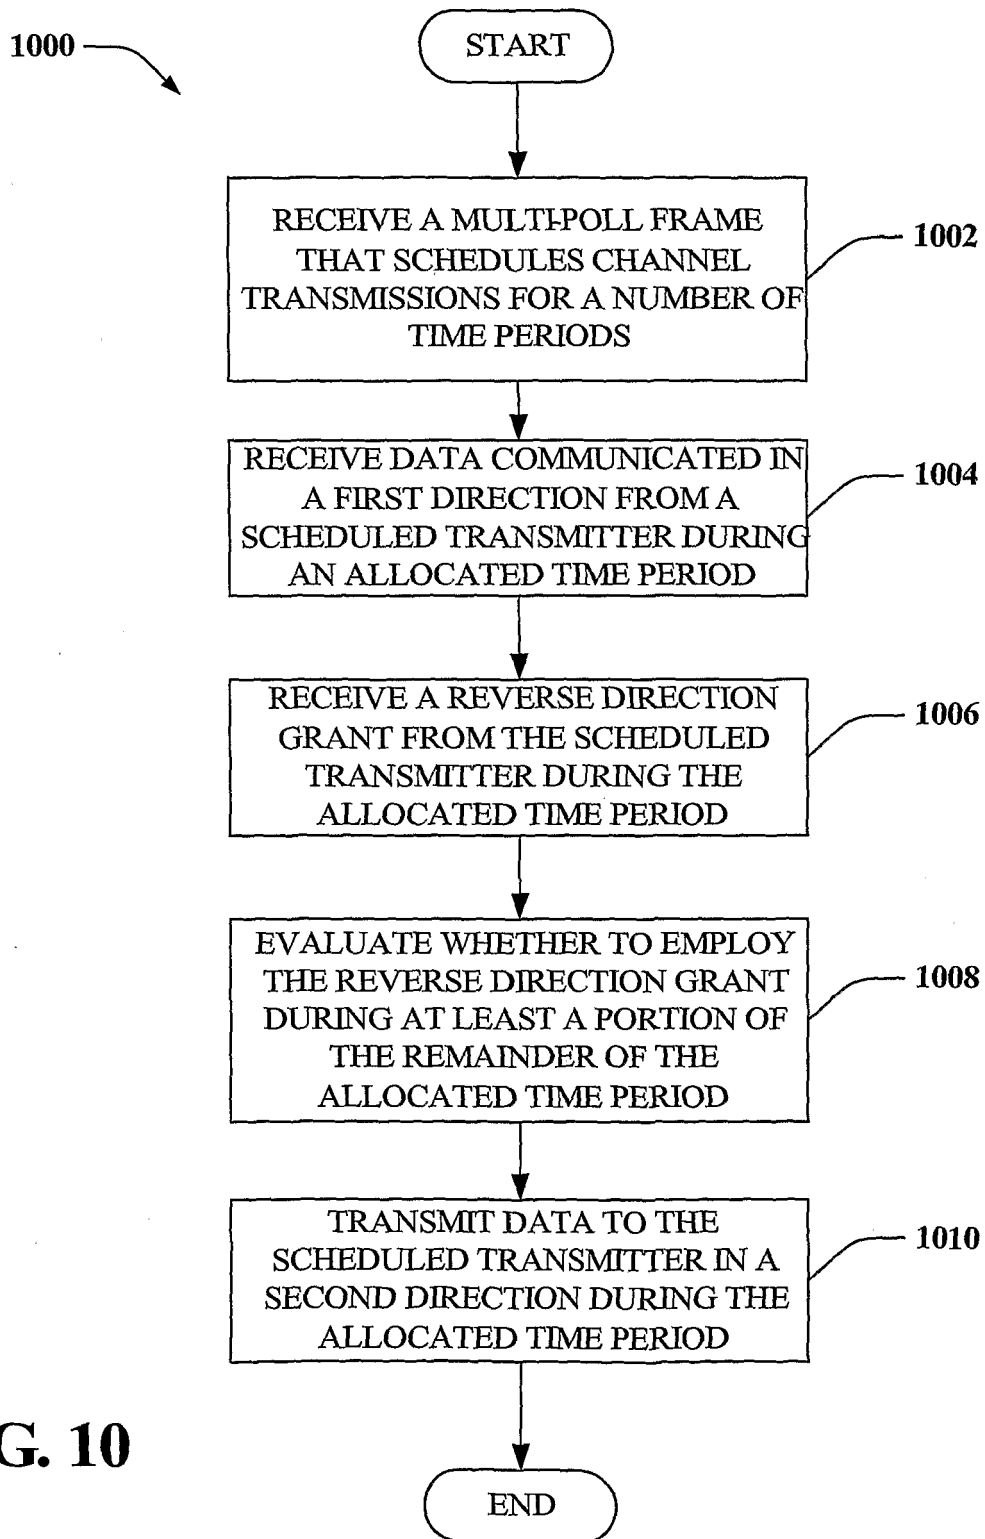 1000
START
RECEIVE A MULTI-POLL FRAME
THAT SCHEDULES CHANNEL
TRANSMISSIONS FOR A NUMBER OF
TIME PERIODS
1002
RECEIVE DATA COMMUNICATED IN
A FIRST DIRECTION FROM A
SCHEDULED TRANSMITTER DURING
AN ALLOCATED TIME PERIOD
1004
RECEIVE A REVERSE DIRECTION
GRANT FROM THE SCHEDULED
TRANSMITTER DURING THE
ALLOCATED TIME PERIOD
1006
EVALUATE WHETHER TO EMPLOY
THE REVERSE DIRECTION GRANT
DURING AT LEAST A PORTION OF
THE REMAINDER OF THE
ALLOCATED TIME PERIOD
1008
TRANSMIT DATA TO THE
SCHEDULED TRANSMITTER IN A
SECOND DIRECTION DURING THE
ALLOCATED TIME PERIOD
1010
G. 10
END